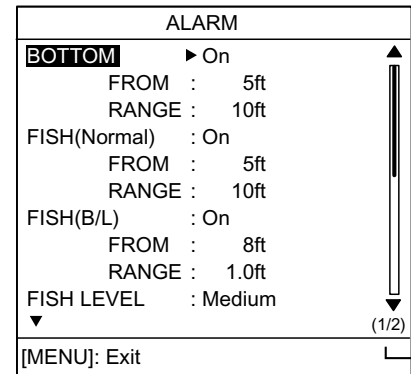 ALARM
BOTTOM ▶ On
FROM : 5ft
RANGE : 10ft
FISH(Normal) : On
FROM : 5ft
RANGE : 10ft
FISH(B/L) : On
FROM : 8ft
RANGE : 1.0ft
FISH LEVEL : Medium
(1/2)
[MENU]: Exit